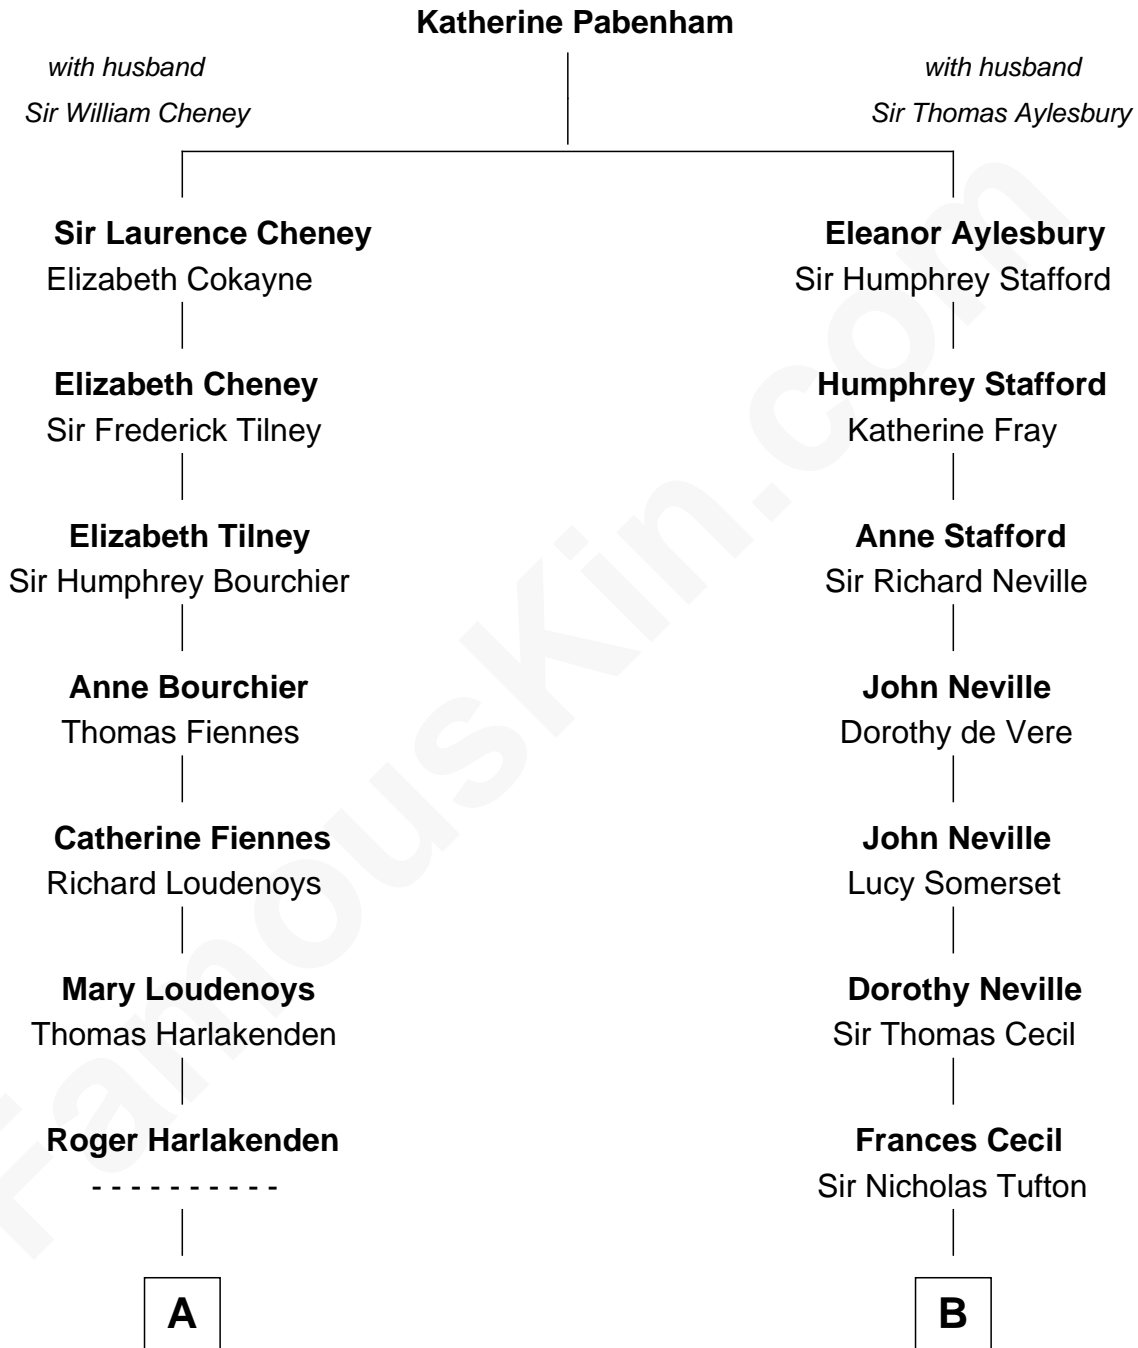 Katherine Pabenham
with husband
Sir William Cheney
with husband
Sir Thomas Aylesbury
Sir Laurence Cheney
Elizabeth Cokayne
Eleanor Aylesbury
Sir Humphrey Stafford
Elizabeth Cheney
Sir Frederick Tilney
Humphrey Stafford
Katherine Fray
Elizabeth Tilney
Sir Humphrey Bourchier
Anne Stafford
Sir Richard Neville
Anne Bourchier
Thomas Fiennes
John Neville
Dorothy de Vere
Catherine Fiennes
Richard Loudenoys
John Neville
Lucy Somerset
Mary Loudenoys
Thomas Harlakenden
Dorothy Neville
Sir Thomas Cecil
Roger Harlakenden
- - - - - - - - - -
Frances Cecil
Sir Nicholas Tufton
A
B
FamousKin.com